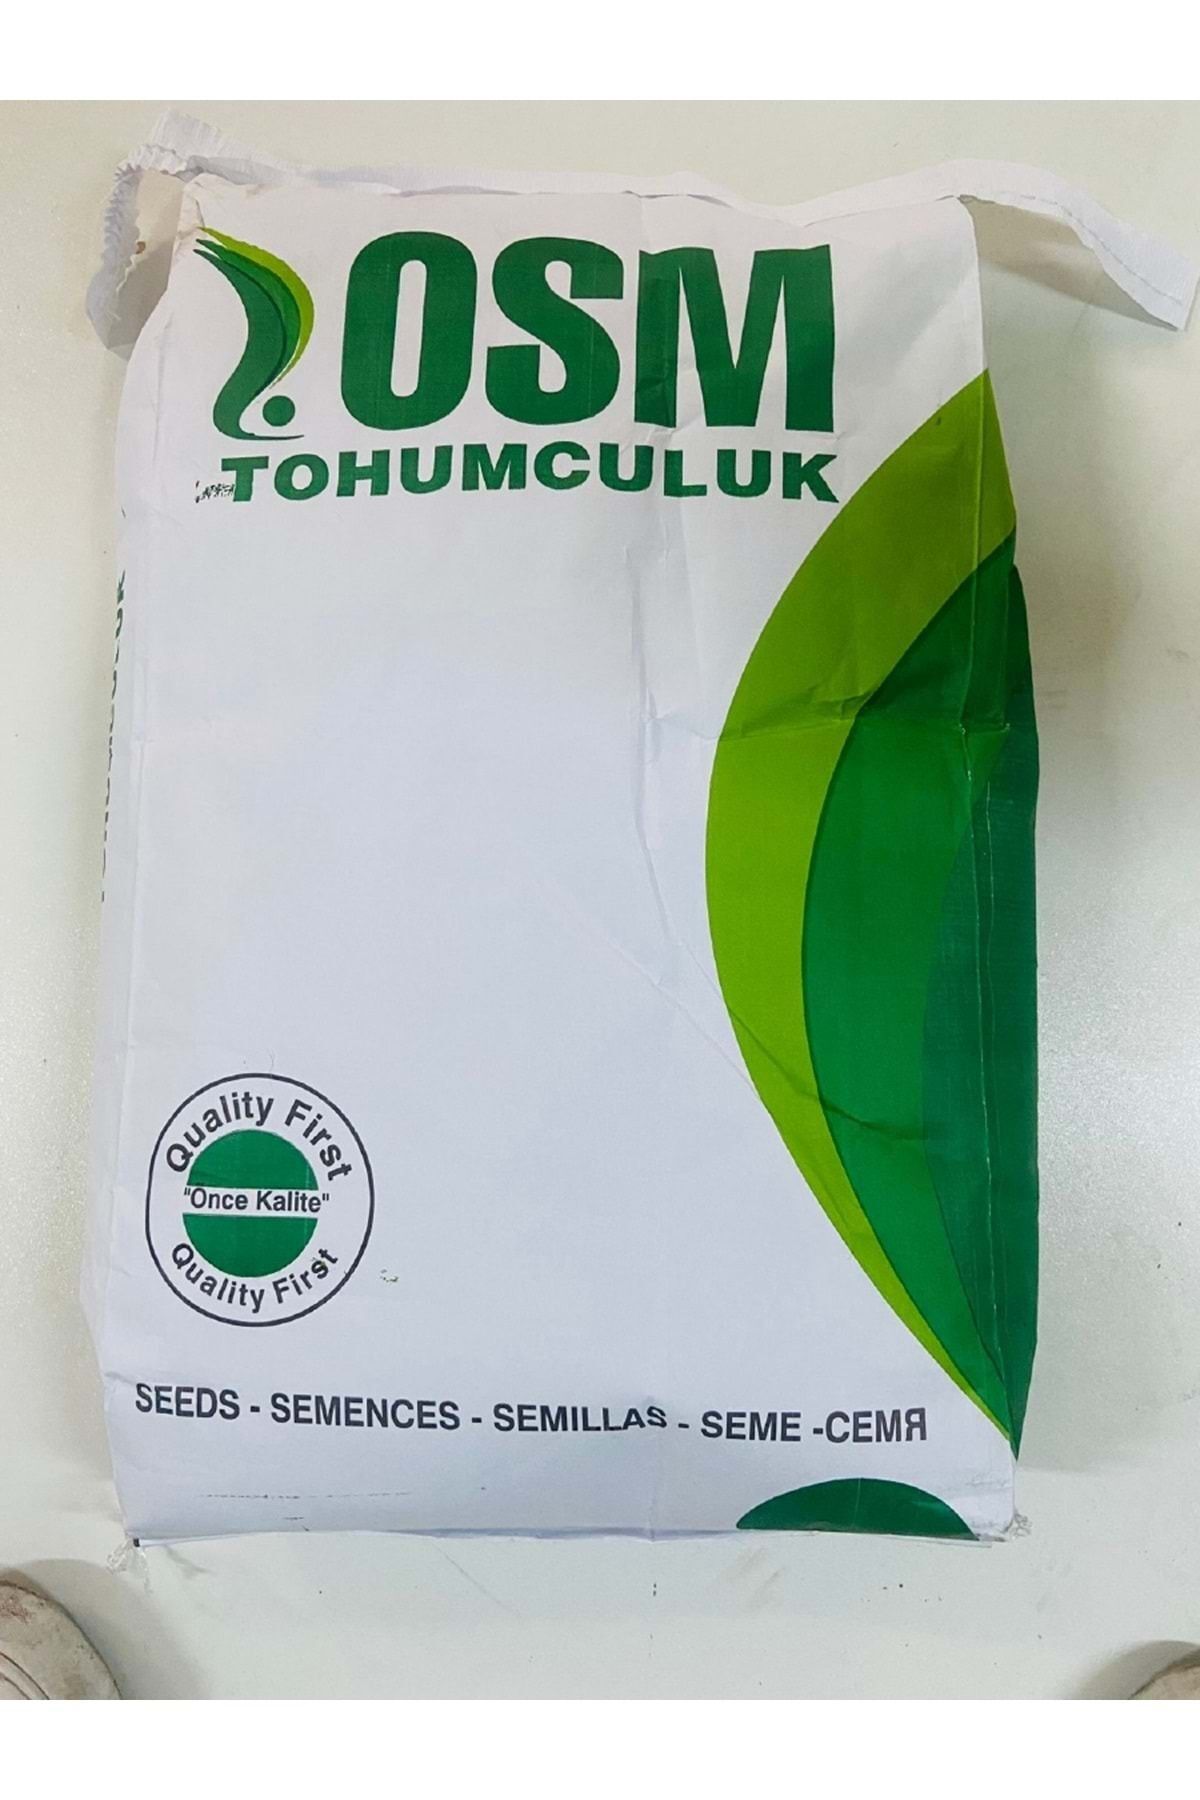 OSM
TOHUMCULUK
Quality First
"Önce Kalite"
Quality First
SEEDS - SEMENCES - SEMILLAS - SEME -СЕМЯ